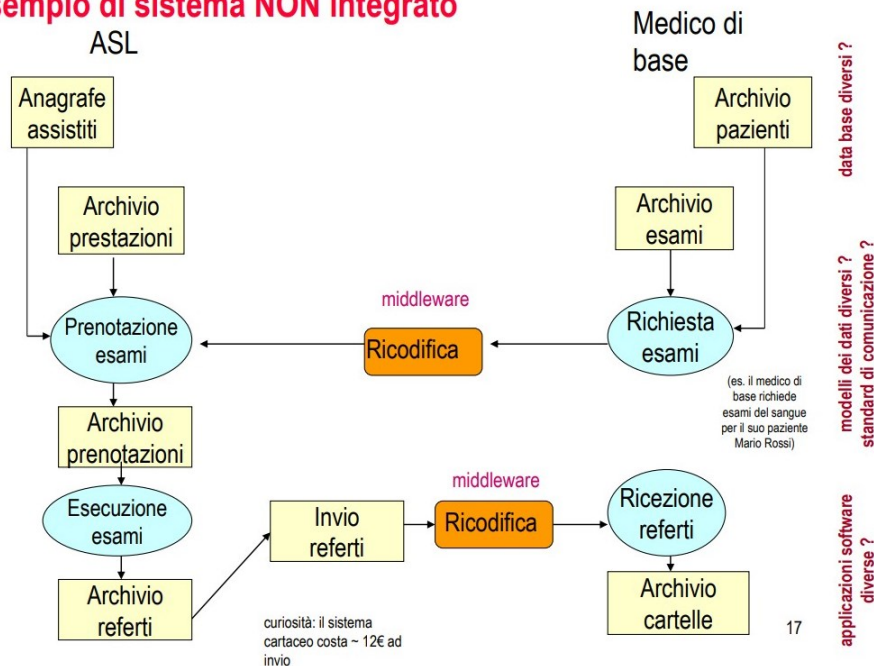 sempio di sistema NON integrato
ASL
Medico di
base
Anagrafe
assistiti
Archivio
pazienti
Archivio
prestazioni
Archivio
esami
middleware
Prenotazione
esami
Ricodifica
Richiesta
esami
(es. il medico di
base richiede
esami del sangue
per il suo paziente
Mario Rossi)
Archivio
prenotazioni
middleware
Esecuzione
esami
Invio
referti
Ricodifica
Ricezione
referti
Archivio
referti
Archivio
cartelle
curiosità: il sistema
cartaceo costa ~ 12€ ad
invio
17
data base diversi ?
modelli dei dati diversi ?
standard di comunicazione ?
applicazioni software
diverse ?